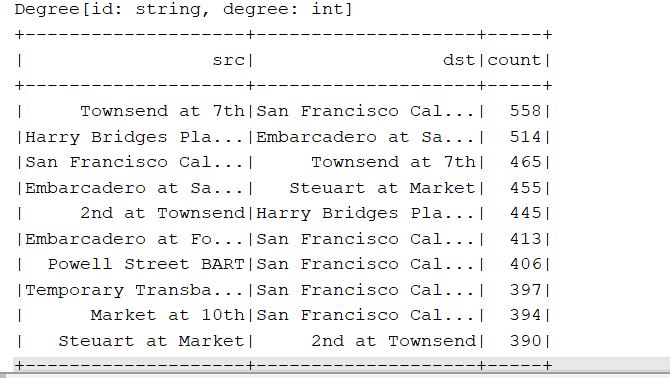 Degree[id: string, degree: int]
+--------------------+--------------------+-----+
|                 src|                 dst|count|
+--------------------+--------------------+-----+
|     Townsend at 7th|San Francisco Cal...|  558|
|Harry Bridges Pla...|Embarcadero at Sa...|  514|
|San Francisco Cal...|     Townsend at 7th|  465|
|Embarcadero at Sa...|   Steuart at Market|  455|
|     2nd at Townsend|Harry Bridges Pla...|  445|
|Embarcadero at Fo...|San Francisco Cal...|  413|
|  Powell Street BART|San Francisco Cal...|  406|
|Temporary Transba...|San Francisco Cal...|  397|
|      Market at 10th|San Francisco Cal...|  394|
|   Steuart at Market|     2nd at Townsend|  390|
+--------------------+--------------------+-----+